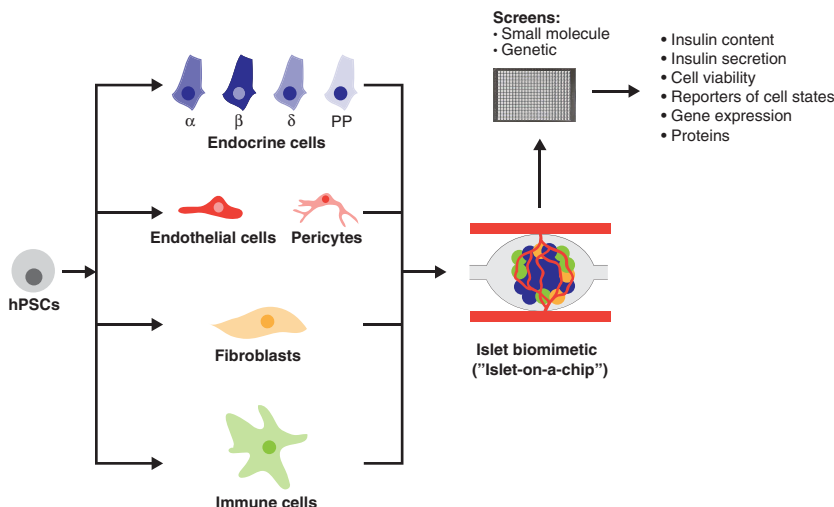 Screens:
• Small molecule
• Genetic
• Insulin content
• Insulin secretion
• Cell viability
• Reporters of cell states
• Gene expression
• Proteins
α β δ PP
Endocrine cells
Endothelial cells Pericytes
hPSCs
Fibroblasts
Islet biomimetic
(”Islet-on-a-chip”)
Immune cells